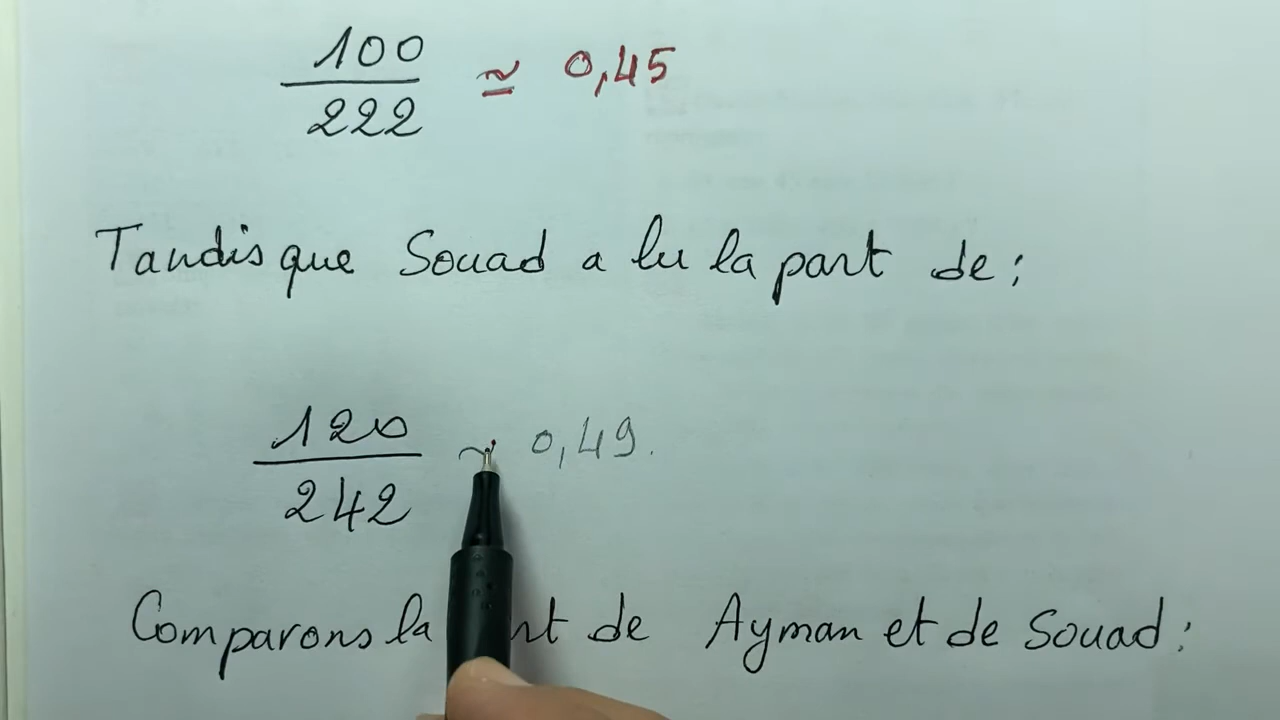 100
222 ≃ 0,45
Tandis que Souad a lu la part de :
120
242 ~ 0,49.
Comparons la de Ayman et de Souad :